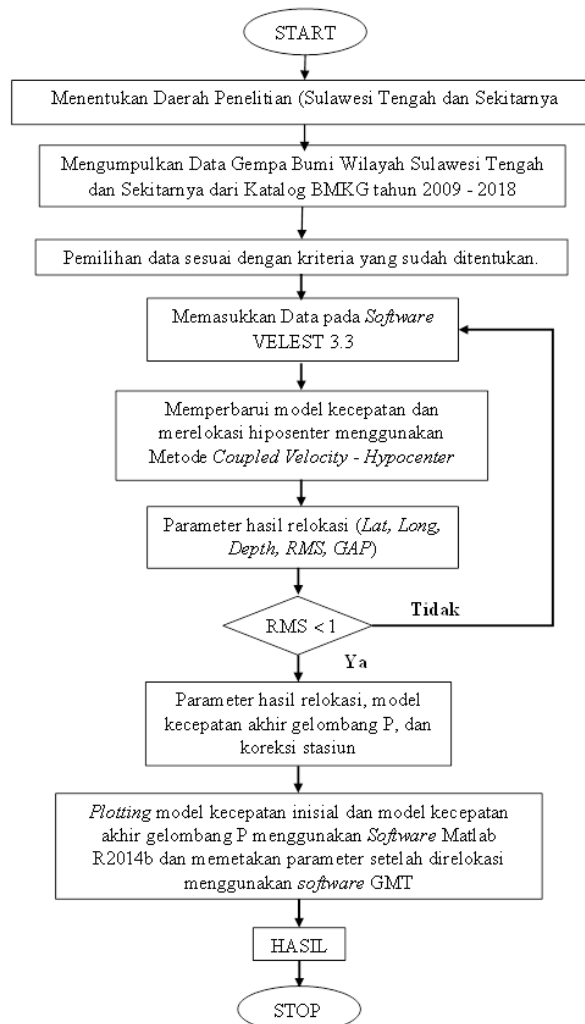 START
Menentukan Daerah Penelitian (Sulawesi Tengah dan Sekitarnya
Mengumpulkan Data Gempa Bumi Wilayah Sulawesi Tengah
dan Sekitarnya dari Katalog BMKG tahun 2009 - 2018
Pemilihan data sesuai dengan kriteria yang sudah ditentukan.
Memasukkan Data pada Software
VELEST 3.3
Memperbarui model kecepatan dan
merelokasi hiposenter menggunakan
Metode Coupled Velocity - Hypocenter
Parameter hasil relokasi (Lat, Long,
Depth, RMS, GAP)
RMS < 1
Tidak
Ya
Parameter hasil relokasi, model
kecepatan akhir gelombang P, dan
koreksi stasiun
Plotting model kecepatan inisial dan model kecepatan
akhir gelombang P menggunakan Software Matlab
R2014b dan memetakan parameter setelah direlokasi
menggunakan software GMT
HASIL
STOP